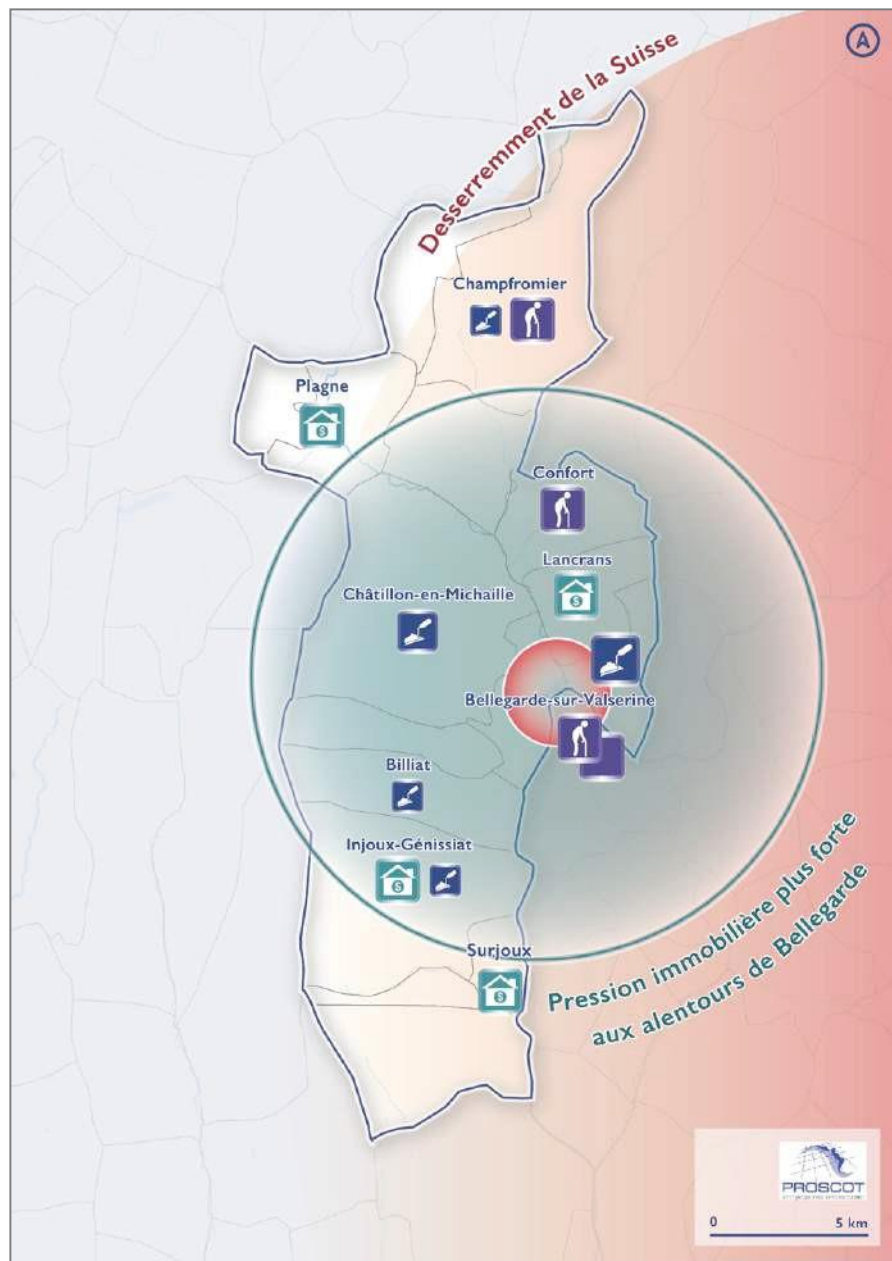 A
Desserremment de la Suisse
Champfromier
Plagne
Confort
Lancrans
Châtillon-en-Michaille
Bellegarde-sur-Valserine
Billiat
Injoux-Génissiat
Surjoux
Pression immobilière plus forte
aux alentours de Bellegarde
PROSCOT
0 5 km